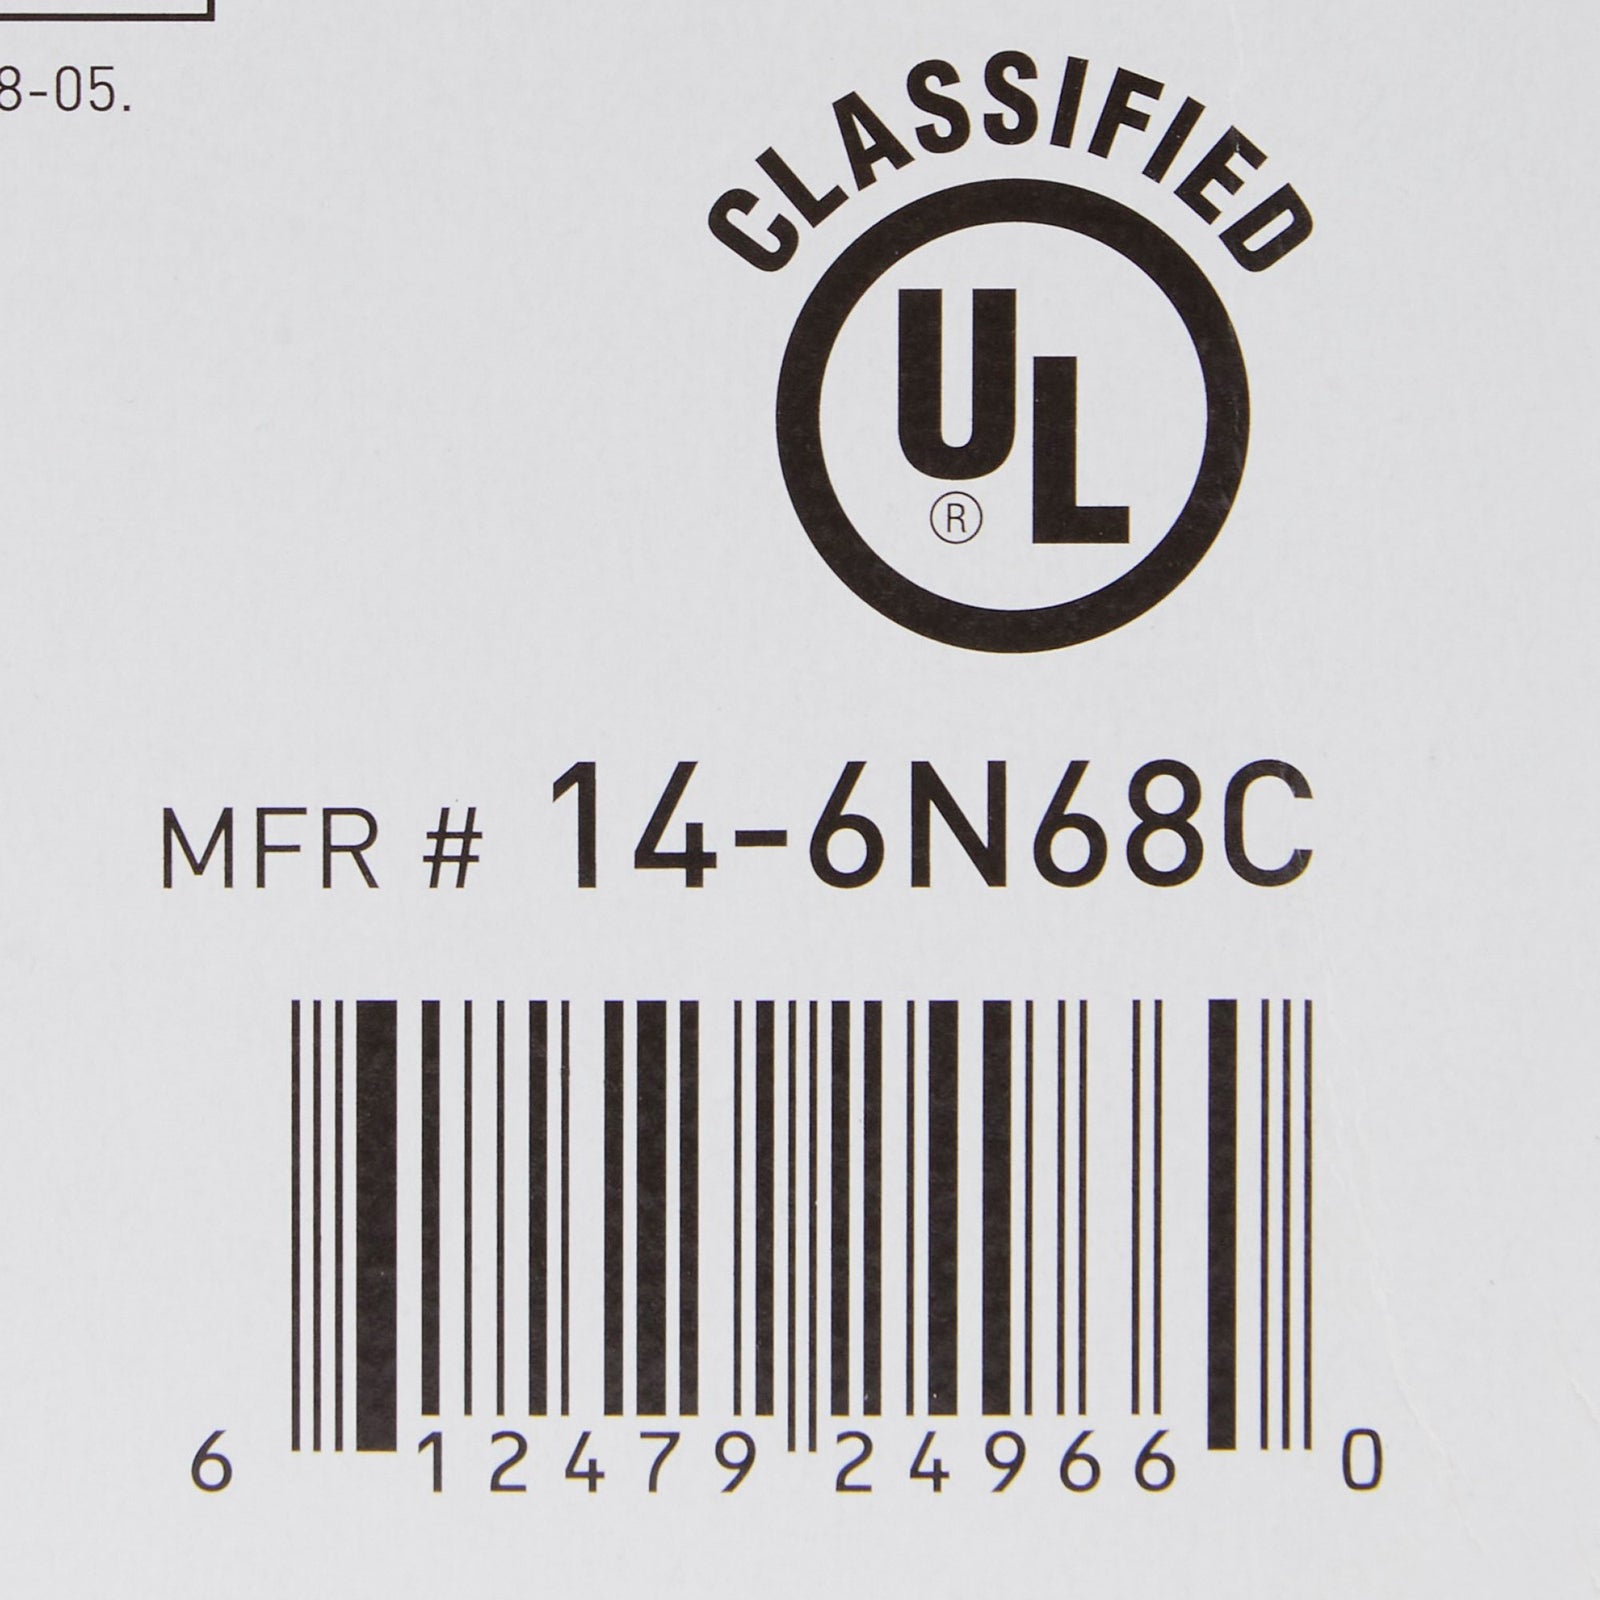 8-05.
CLASSIFIED
UL
®
MFR # 14-6N68C
6 12479 24966 0